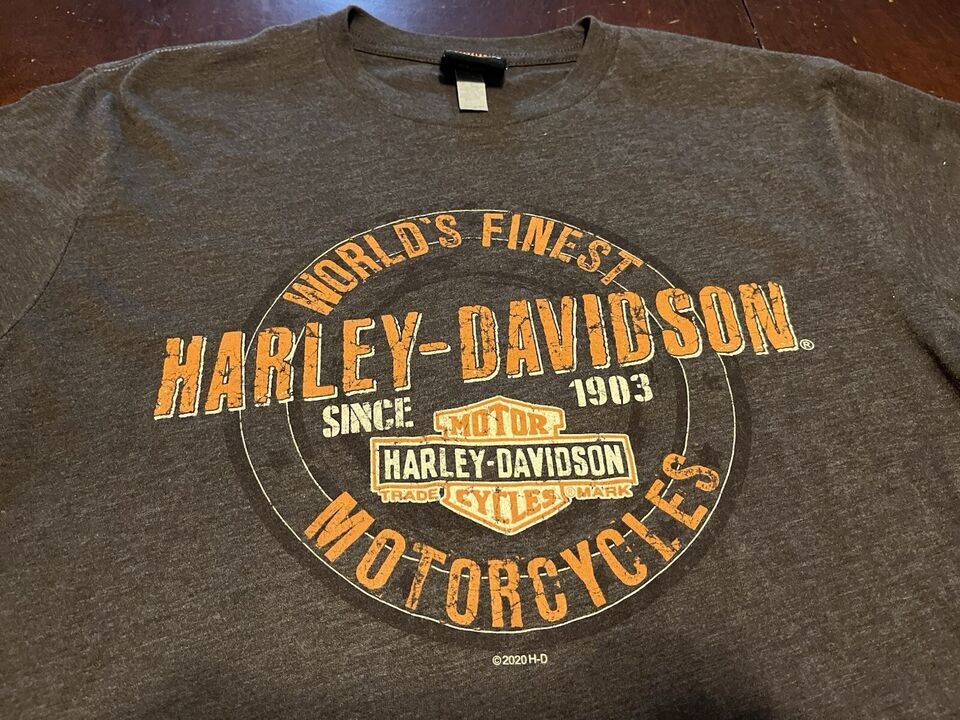 WORLD'S FINEST
HARLEY-DAVIDSON®
SINCE 1903
MOTOR
HARLEY-DAVIDSON
TRADE CYCLES ® MARK
MOTORCYCLES
©2020 H-D